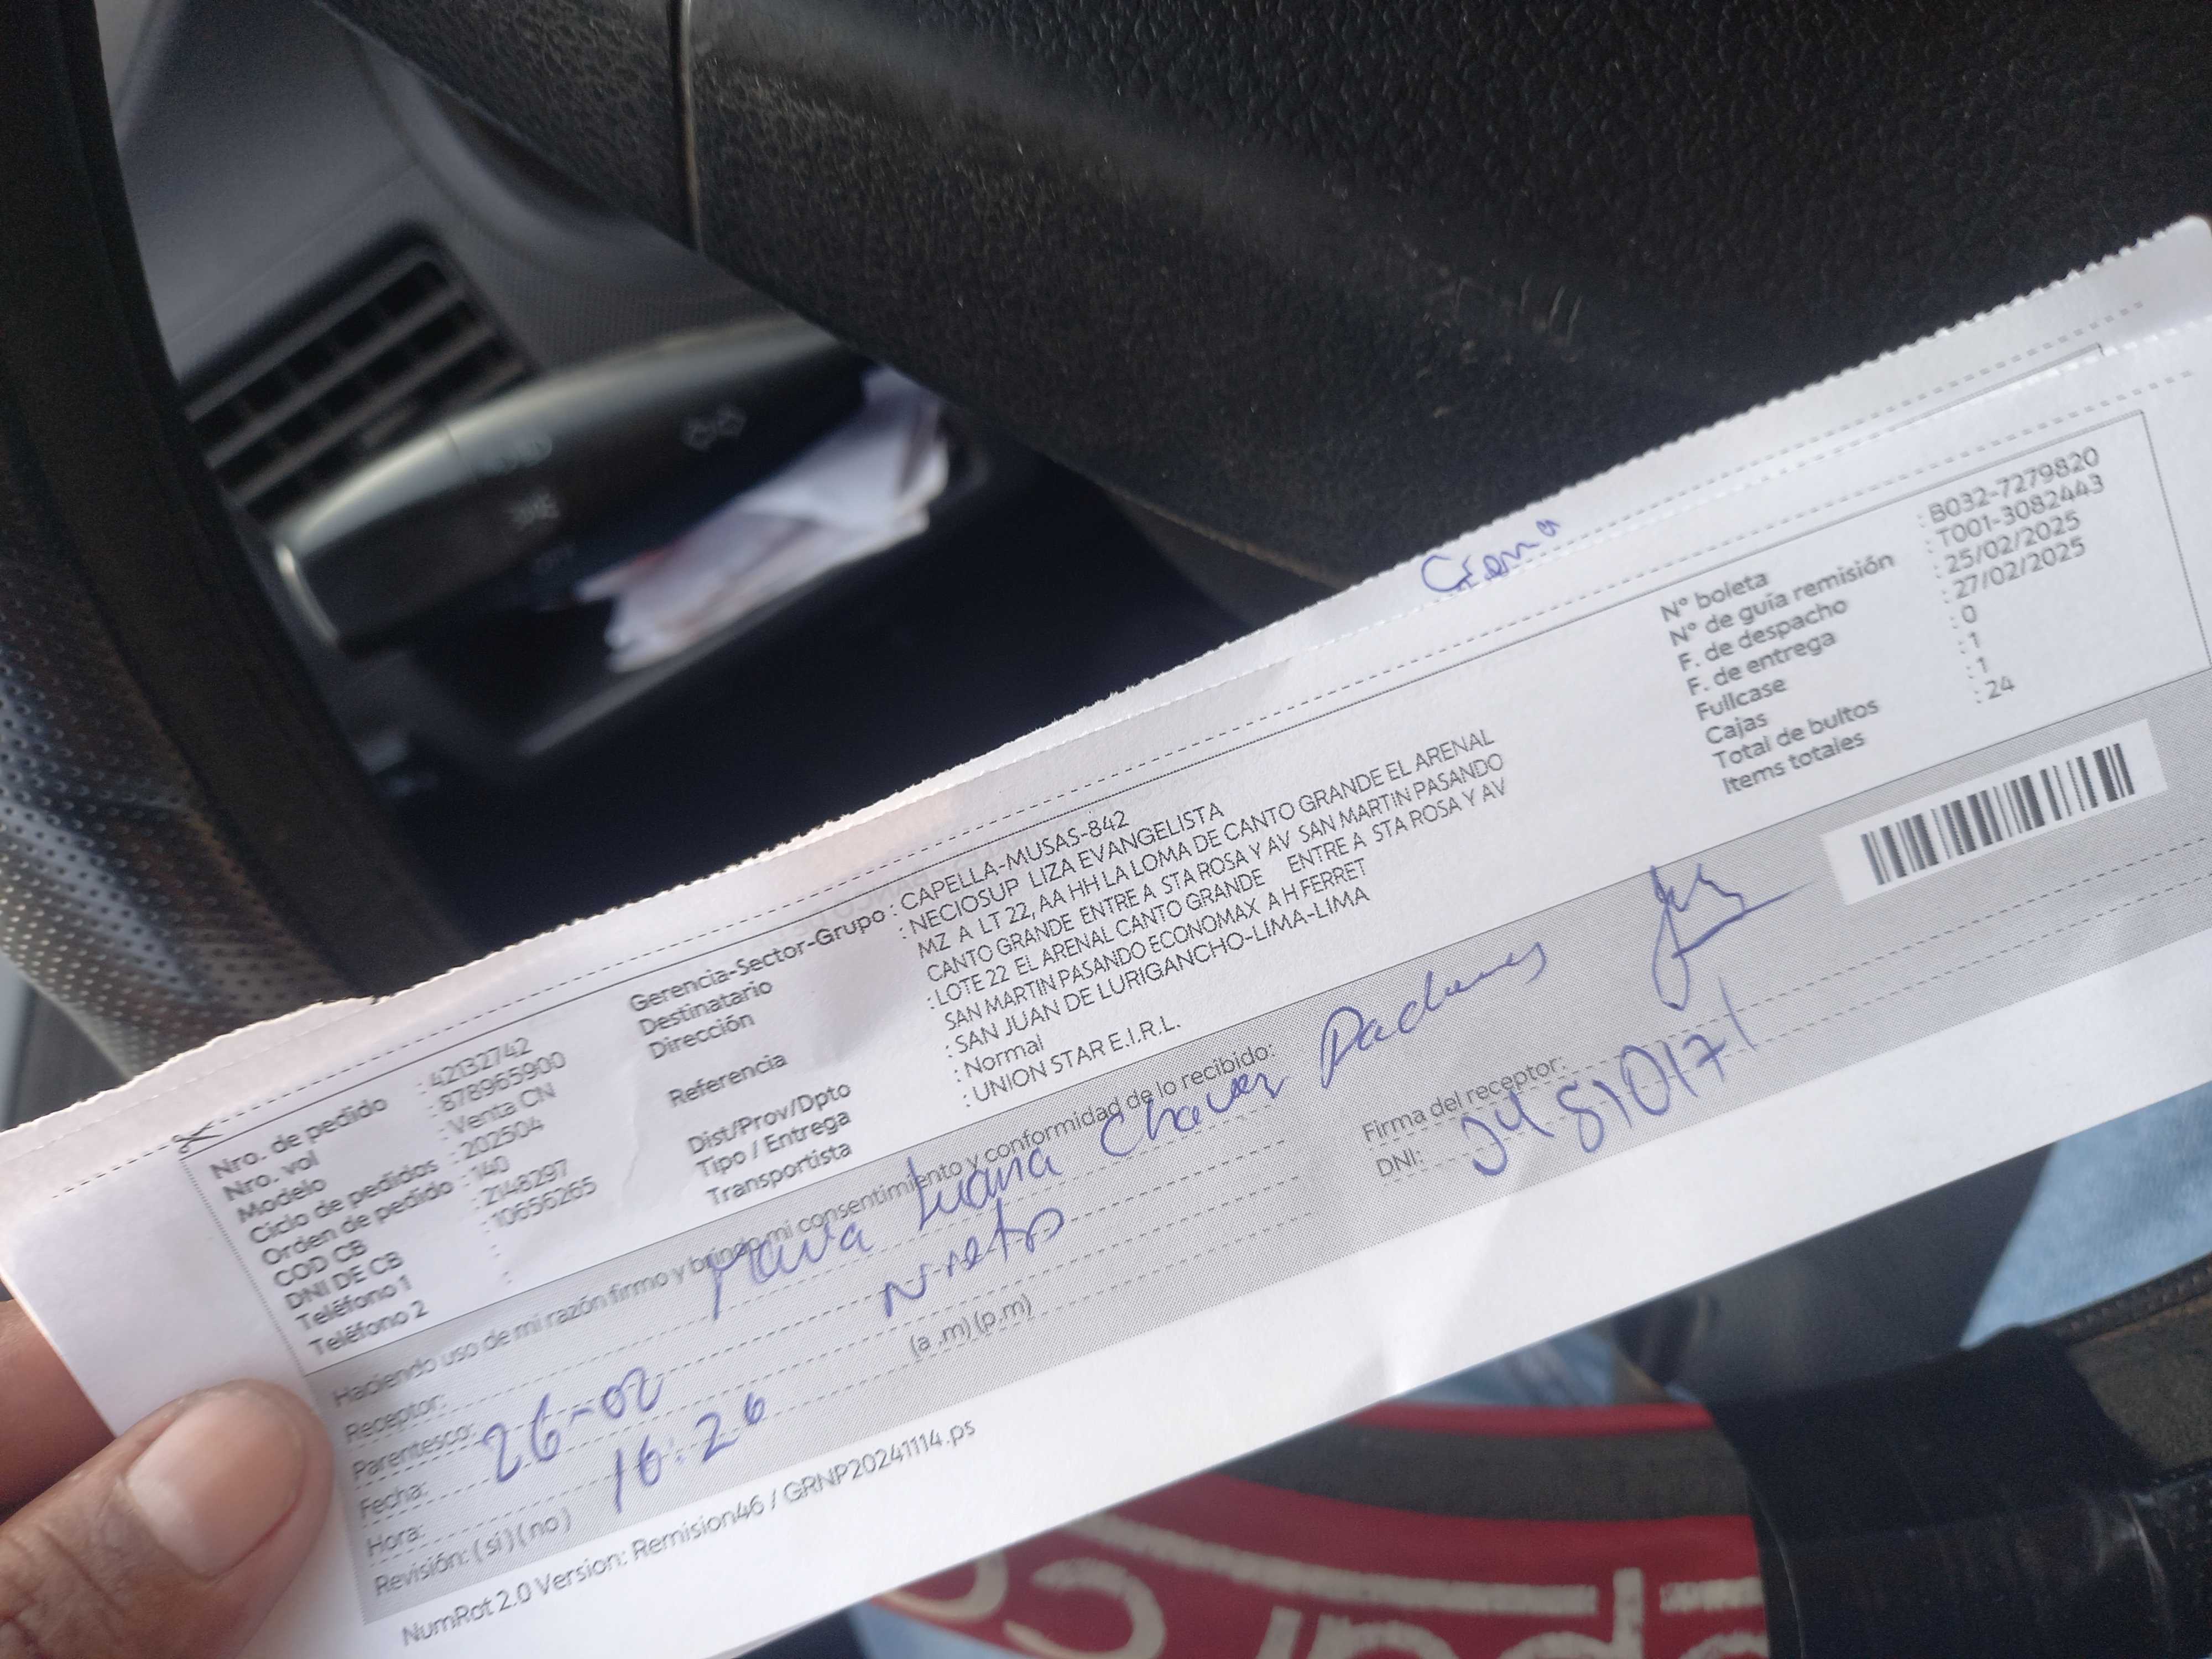 Crema
Nro. de pedido : 42132742
Nro. vol : 878965900
Modelo : Venta CN
Ciclo de pedidos : 202504
Orden de pedido : 140
COD CB : 2148297
DNI DE CB : 10656265
Teléfono 1 :
Teléfono 2 :
Gerencia-Sector-Grupo : CAPELLA-MUSAS-842
Destinatario : NECIOSUP LIZA EVANGELISTA
Dirección MZ A LT 22, AA HH LA LOMA DE CANTO GRANDE EL ARENAL
CANTO GRANDE ENTRE A STA ROSA Y AV SAN MARTIN PASANDO
Referencia : LOTE 22 EL ARENAL CANTO GRANDE ENTRE A STA ROSA Y AV
SAN MARTIN PASANDO ECONOMAX A H FERRET
Dist/Prov/Dpto : SAN JUAN DE LURIGANCHO-LIMA-LIMA
Tipo / Entrega : Normal
Transportista : UNION STAR E.I.R.L.
N° boleta : B032-7279820
N° de guía remisión : T001-3082443
F. de despacho : 25/02/2025
F. de entrega : 27/02/2025
Fullcase : 0
Cajas : 1
Total de bultos : 1
Items totales : 24
Haciendo uso de mi razón firmo y brindo mi consentimiento y conformidad de lo recibido:
Receptor: Maria Luana Chavez
Parentesco:
Fecha: 26-02
Hora: 16:26 (a .m) (p.m)
Revisión: ( si ) ( no )
Firma del receptor:
DNI:
NumRot 2.0 Version: Remision46 / GRNP20241114.ps